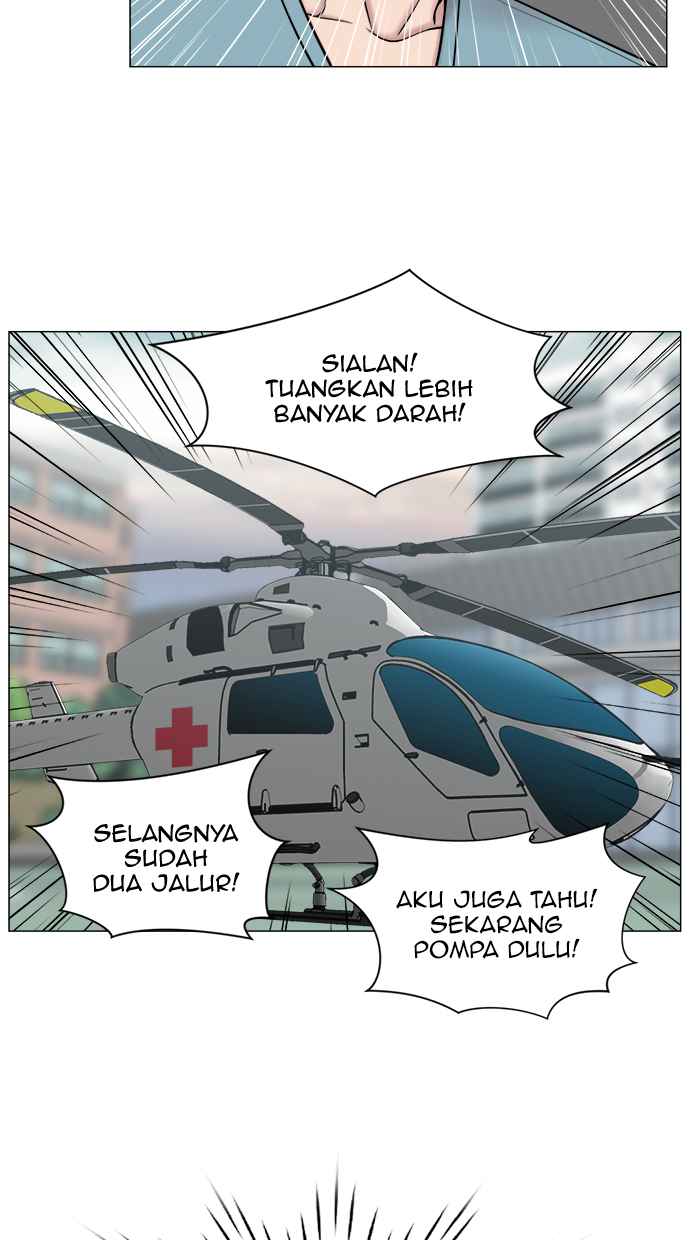 SIALAN!
TUANGKAN LEBIH
BANYAK DARAH!
SELANGNYA
SUDAH
DUA JALUR!
AKU JUGA TAHU!
SEKARANG
POMPA DULU!